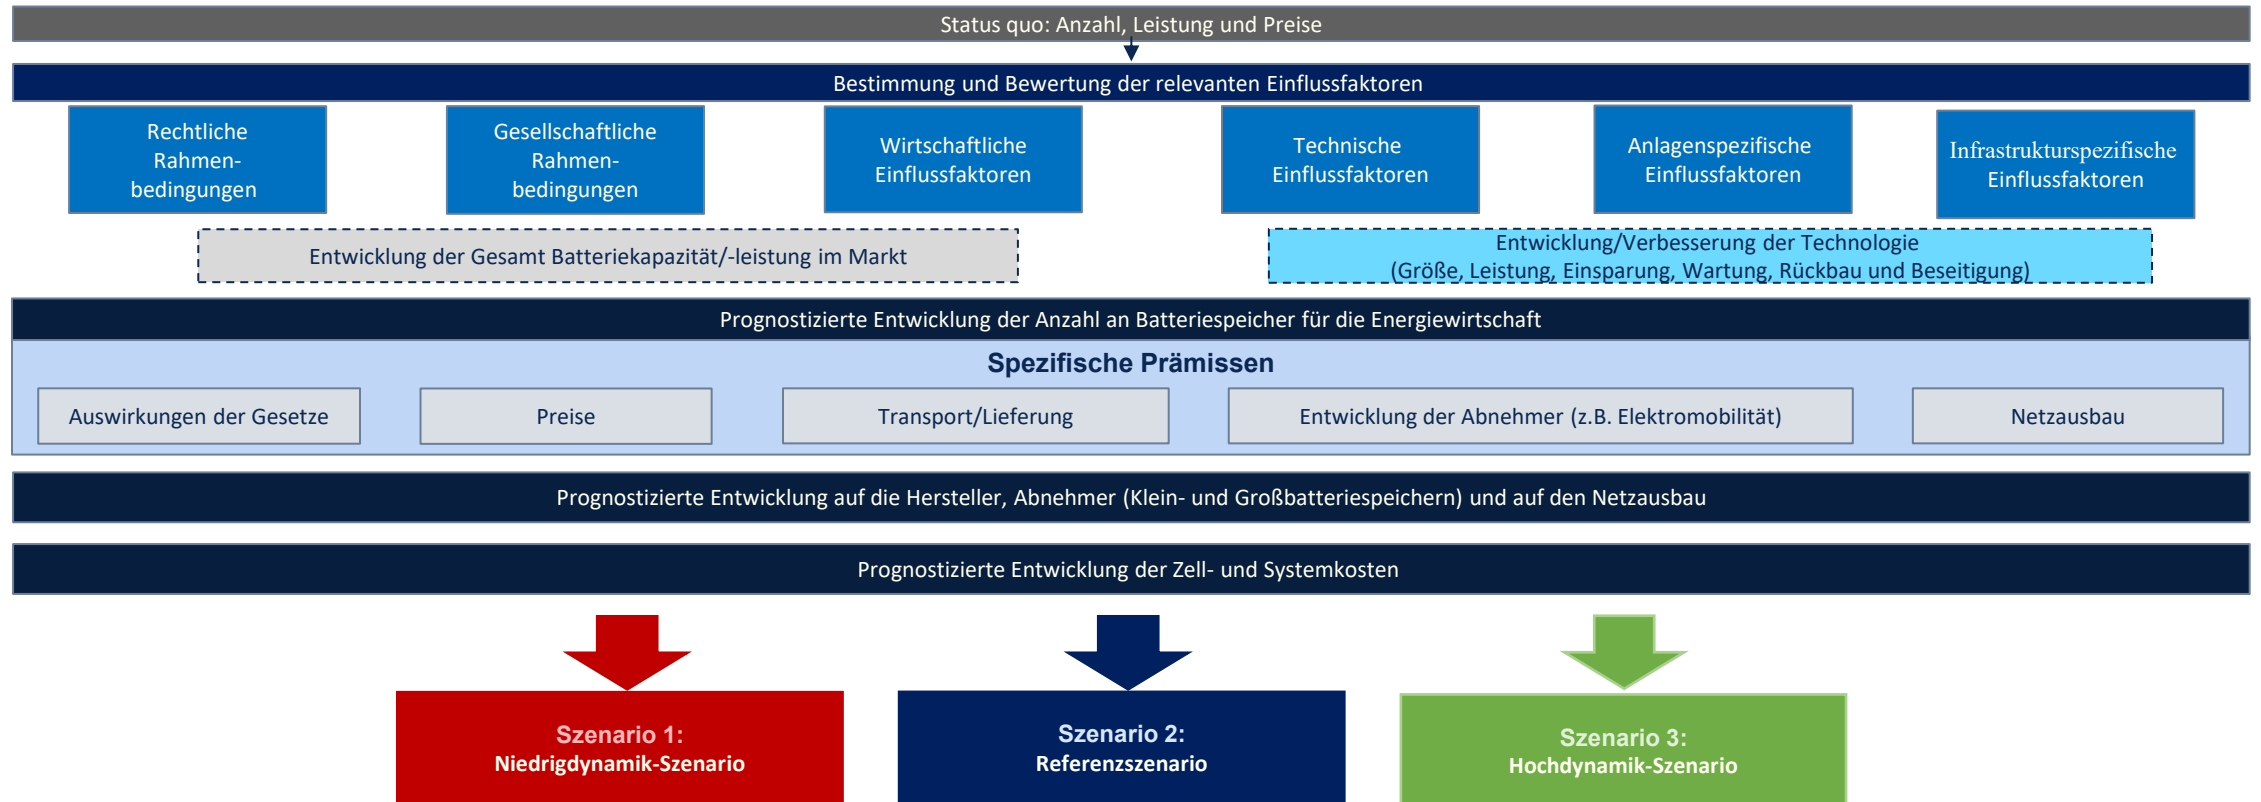 Status quo: Anzahl, Leistung und Preise
Bestimmung und Bewertung der relevanten Einflussfaktoren
Rechtliche
Rahmen-
bedingungen
Gesellschaftliche
Rahmen-
bedingungen
Wirtschaftliche
Einflussfaktoren
Technische
Einflussfaktoren
Anlagenspezifische
Einflussfaktoren
Infrastrukturspezifische
Einflussfaktoren
Entwicklung der Gesamt Batteriekapazität/-leistung im Markt
Entwicklung/Verbesserung der Technologie
(Größe, Leistung, Einsparung, Wartung, Rückbau und Beseitigung)
Prognostizierte Entwicklung der Anzahl an Batteriespeicher für die Energiewirtschaft
Spezifische Prämissen
Auswirkungen der Gesetze
Preise
Transport/Lieferung
Entwicklung der Abnehmer (z.B. Elektromobilität)
Netzausbau
Prognostizierte Entwicklung auf die Hersteller, Abnehmer (Klein- und Großbatteriespeichern) und auf den Netzausbau
Prognostizierte Entwicklung der Zell- und Systemkosten
Szenario 1:
Niedrigdynamik-Szenario
Szenario 2:
Referenzszenario
Szenario 3:
Hochdynamik-Szenario